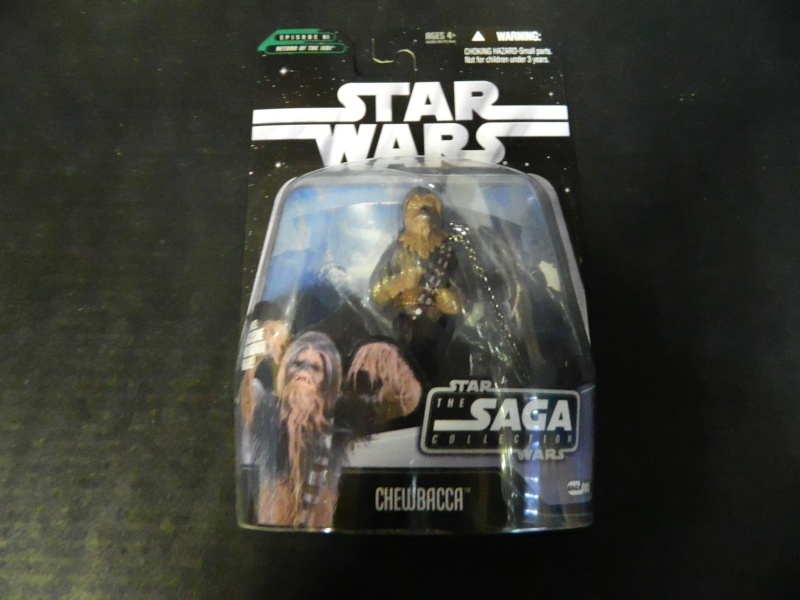 EPISODE VI
RETURN OF THE JEDI
AGES 4+
WARNING:
CHOKING HAZARD-Small parts.
Not for children under 3 years.
STAR
WARS
STAR
THE
SAGA
COLLECTION
WARS
CHEWBACCA™